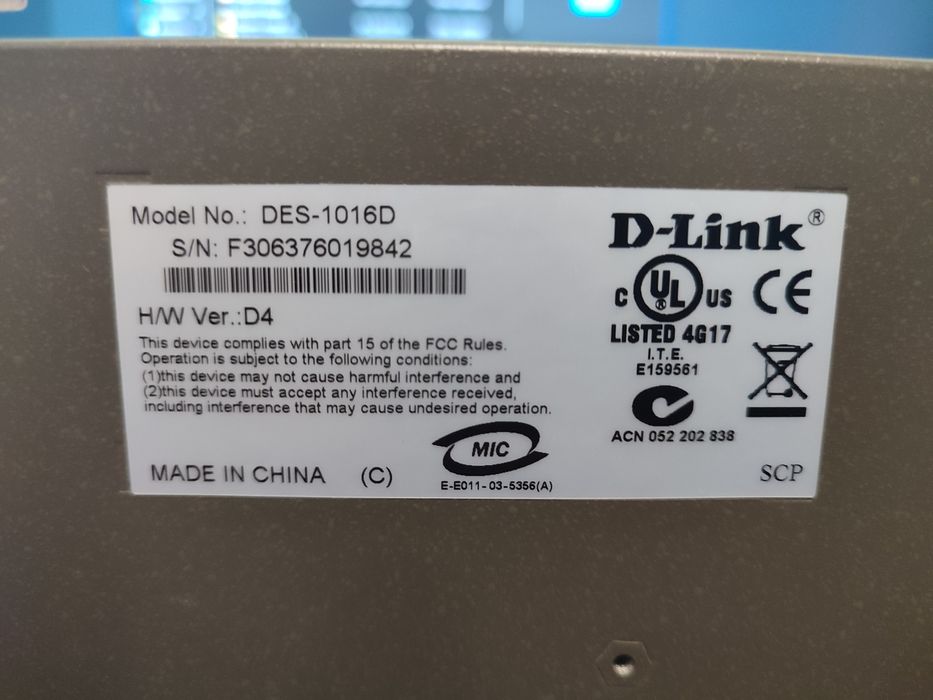 Model No.: DES-1016D
S/N: F306376019842
H/W Ver.:D4
This device complies with part 15 of the FCC Rules.
Operation is subject to the following conditions:
(1)this device may not cause harmful interference and
(2)this device must accept any interference received,
including interference that may cause undesired operation.
MADE IN CHINA (C)
MIC
E-E011-03-5356(A)
D-Link®
C UL® US
CE
LISTED 4G17
I.T.E.
E159561
ACN 052 202 838
SCP